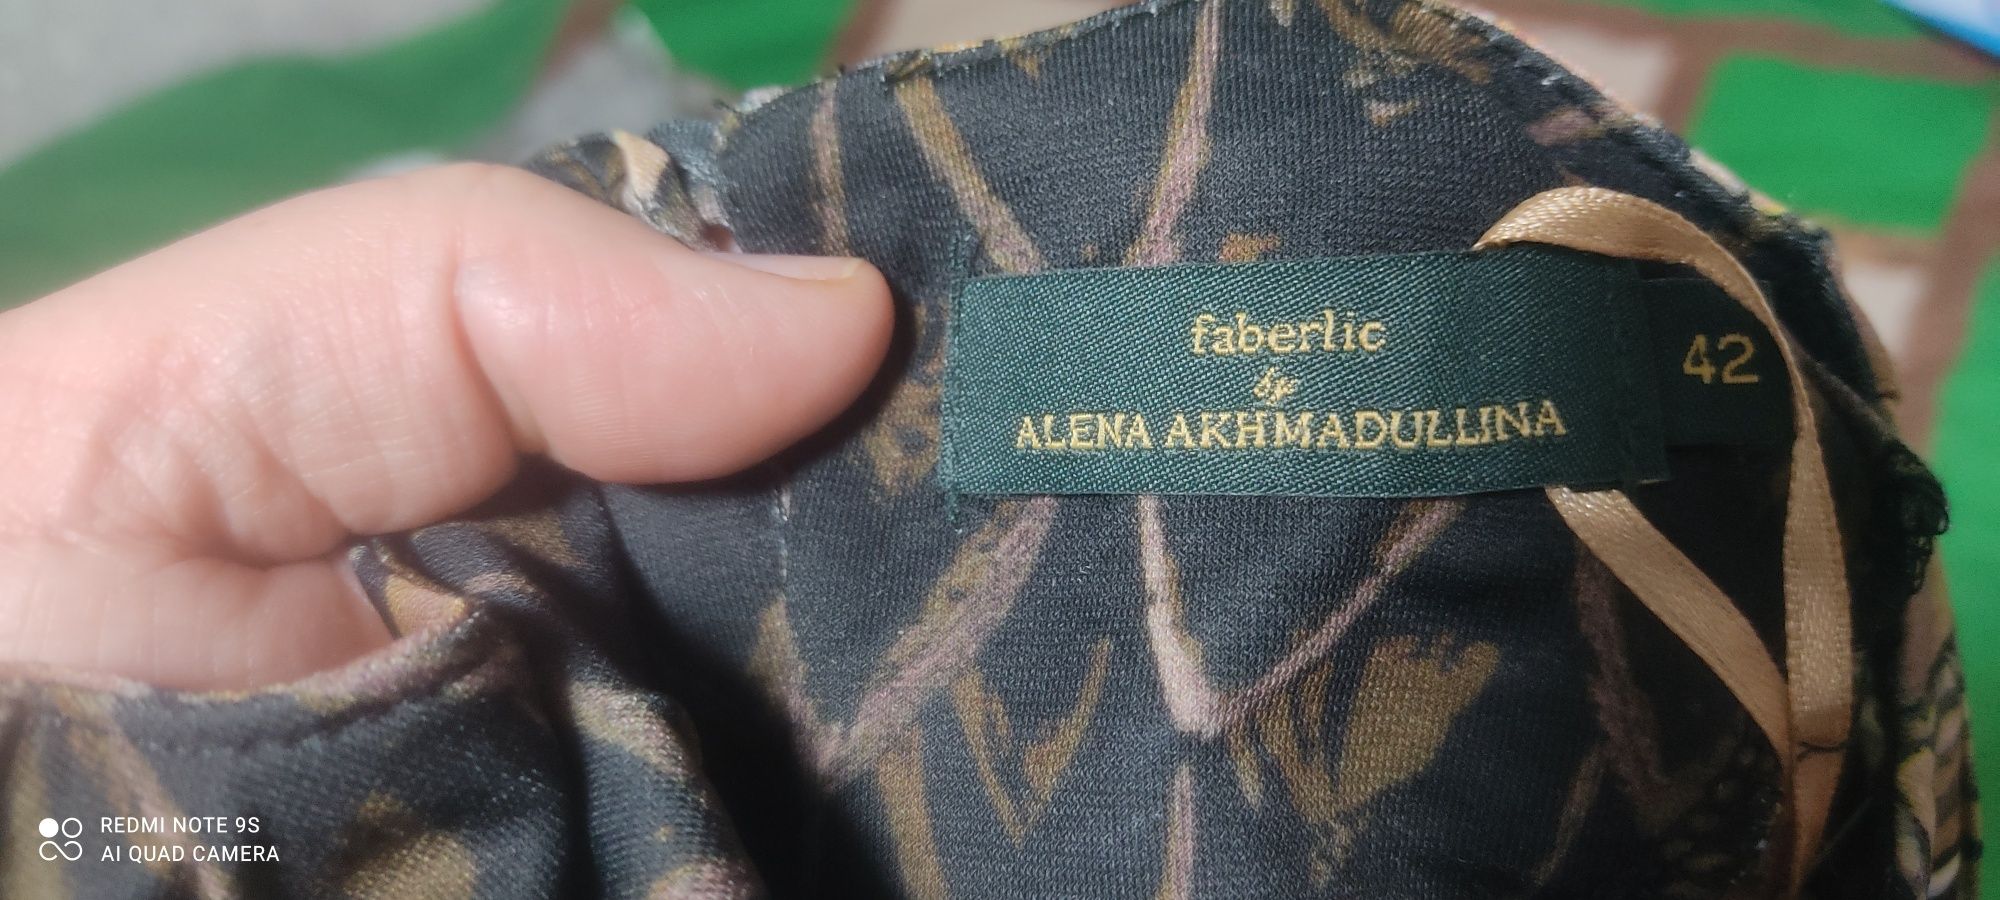 faberlic
by
ALENA AKHMADULLINA
42
REDMI NOTE 9S
AI QUAD CAMERA